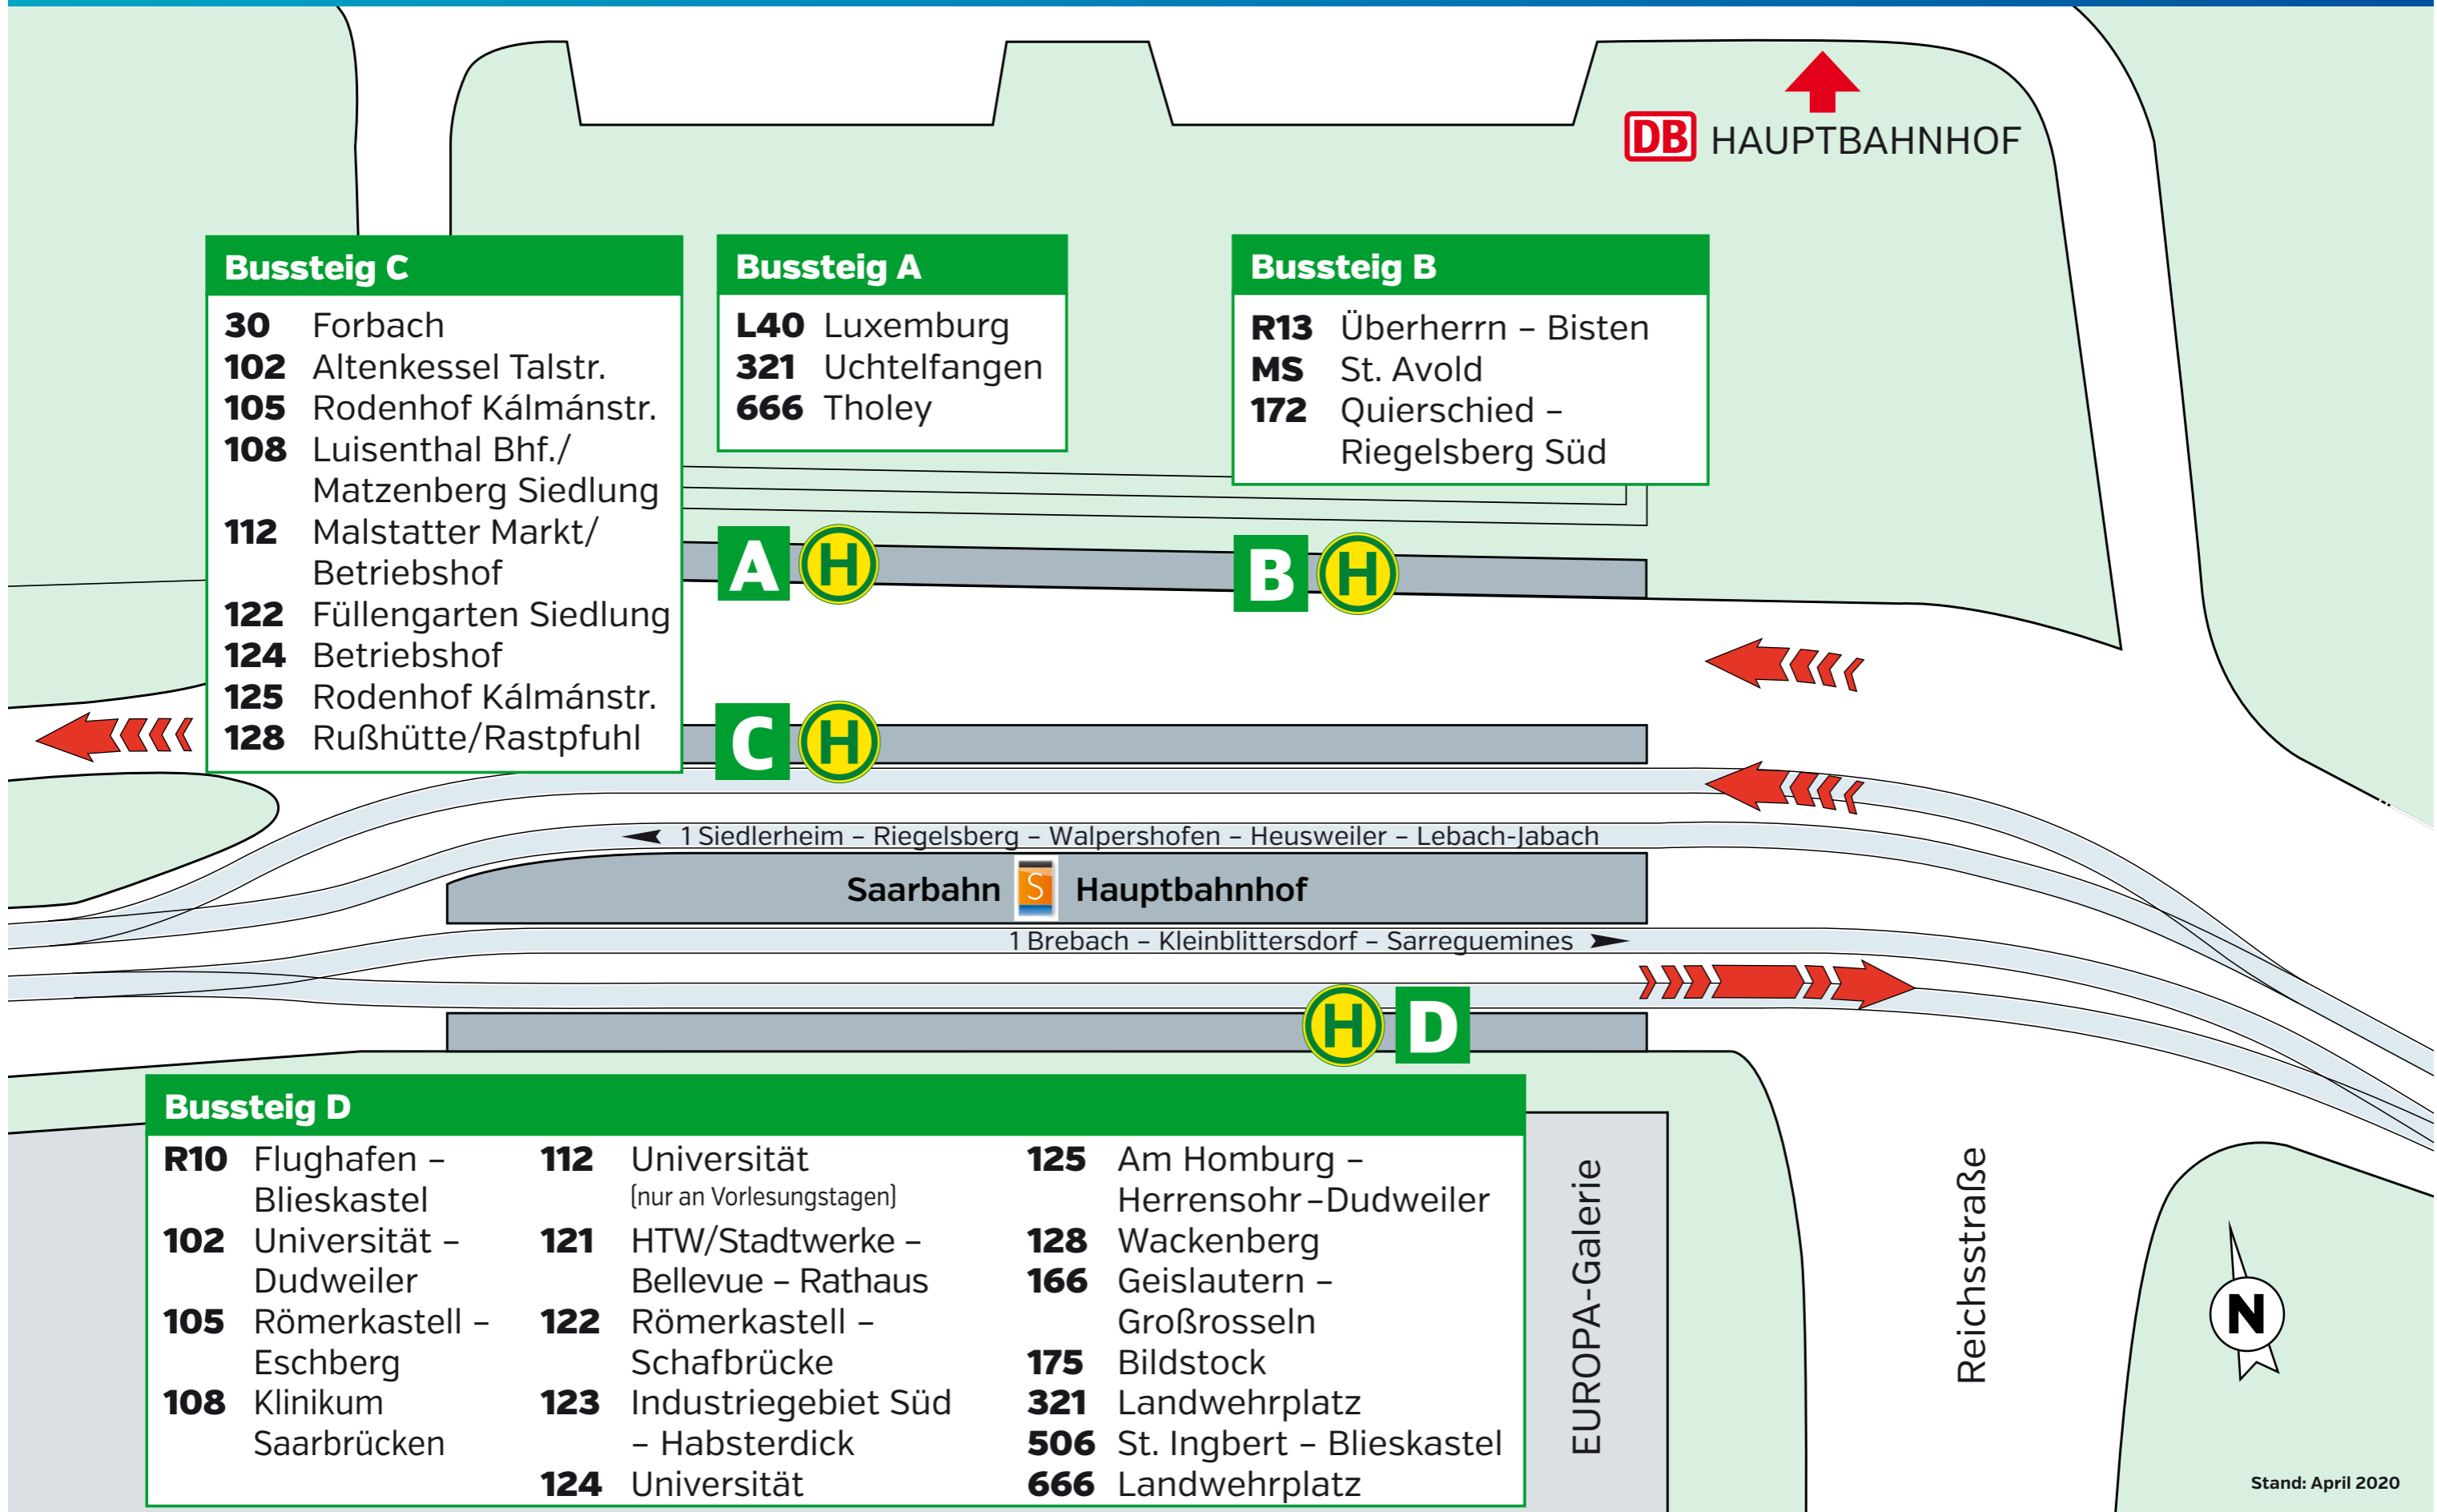 DB HAUPTBAHNHOF
Bussteig C
30 Forbach
102 Altenkessel Talstr.
105 Rodenhof Kálmánstr.
108 Luisenthal Bhf./
Matzenberg Siedlung
112 Malstatter Markt/
Betriebshof
122 Füllengarten Siedlung
124 Betriebshof
125 Rodenhof Kálmánstr.
128 Rußhütte/Rastpfuhl
Bussteig A
L40 Luxemburg
321 Uchtelfangen
666 Tholey
Bussteig B
R13 Überherrn – Bisten
MS St. Avold
172 Quierschied –
Riegelsberg Süd
A H
B H
C H
1 Siedlerheim – Riegelsberg – Walpershofen – Heusweiler – Lebach-Jabach
Saarbahn S Hauptbahnhof
1 Brebach – Kleinblittersdorf – Sarreguemines
H D
Bussteig D
R10 Flughafen –
Blieskastel
102 Universität –
Dudweiler
105 Römerkastell –
Eschberg
108 Klinikum
Saarbrücken
112 Universität
(nur an Vorlesungstagen)
121 HTW/Stadtwerke –
Bellevue – Rathaus
122 Römerkastell –
Schafbrücke
123 Industriegebiet Süd
– Habsterdick
124 Universität
125 Am Homburg –
Herrensohr–Dudweiler
128 Wackenberg
166 Geislautern –
Großrosseln
175 Bildstock
321 Landwehrplatz
506 St. Ingbert – Blieskastel
666 Landwehrplatz
EUROPA-Galerie
Reichsstraße
N
Stand: April 2020